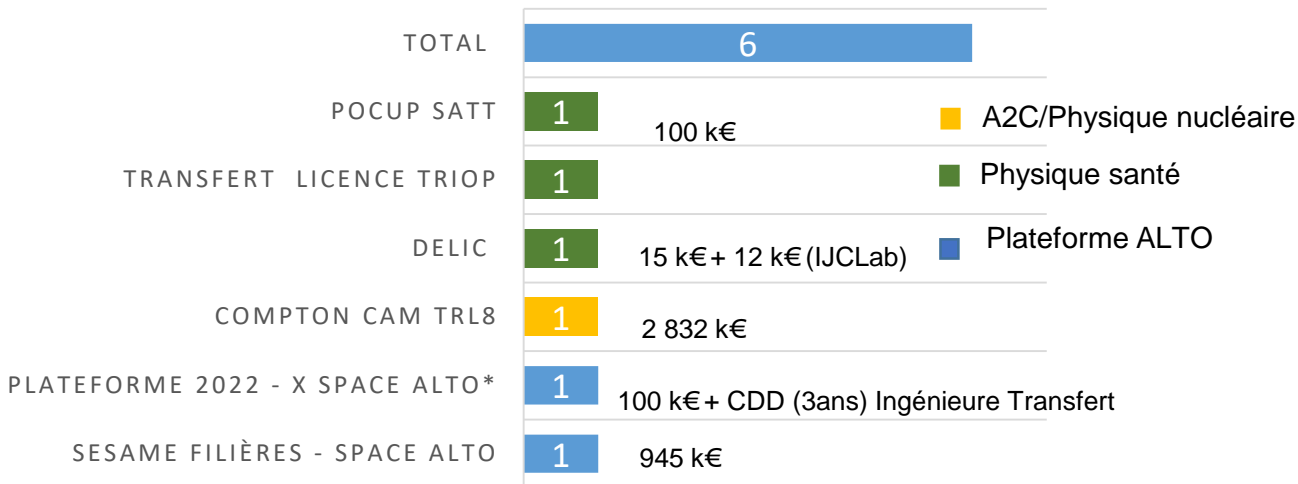 TOTAL 6
POCUP SATT 1 100 k€
A2C/Physique nucléaire
TRANSFERT LICENCE TRIOP 1
Physique santé
DELIC 1 15 k€ + 12 k€ (IJCLab)
Plateforme ALTO
COMPTON CAM TRL8 1 2 832 k€
PLATEFORME 2022 - X SPACE ALTO* 1 100 k€ + CDD (3ans) Ingénieure Transfert
SESAME FILIÈRES - SPACE ALTO 1 945 k€